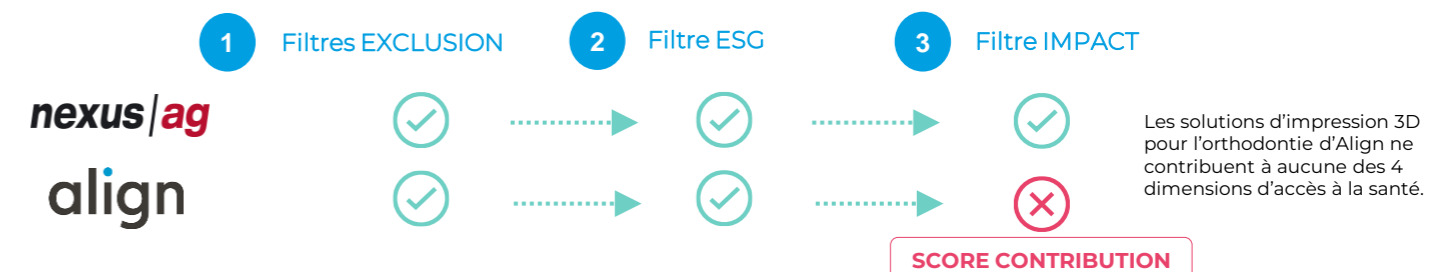 1 Filtres EXCLUSION 2 Filtre ESG 3 Filtre IMPACT
nexus|ag
Les solutions d'impression 3D
pour l'orthodontie d'Align ne
contribuent à aucune des 4
dimensions d'accès à la santé.
align
SCORE CONTRIBUTION